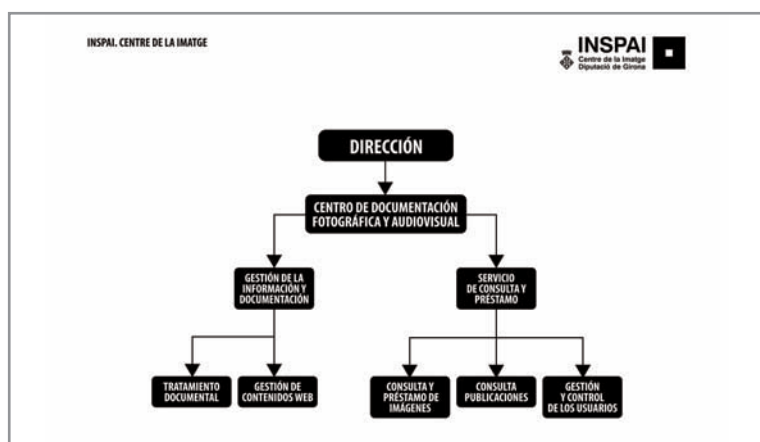 INSPAI. CENTRE DE LA IMATGE
INSPAI
Centre de la Imatge
Diputació de Girona
DIRECCIÓN
CENTRO DE DOCUMENTACIÓN
FOTOGRÁFICA Y AUDIOVISUAL
GESTIÓN DE LA
INFORMACIÓN Y
DOCUMENTACIÓN
SERVICIO
DE CONSULTA Y
PRÉSTAMO
TRATAMIENTO
DOCUMENTAL
GESTIÓN DE
CONTENIDOS WEB
CONSULTA Y
PRÉSTAMO DE
IMÁGENES
CONSULTA
PUBLICACIONES
GESTIÓN
Y CONTROL
DE LOS USUARIOS